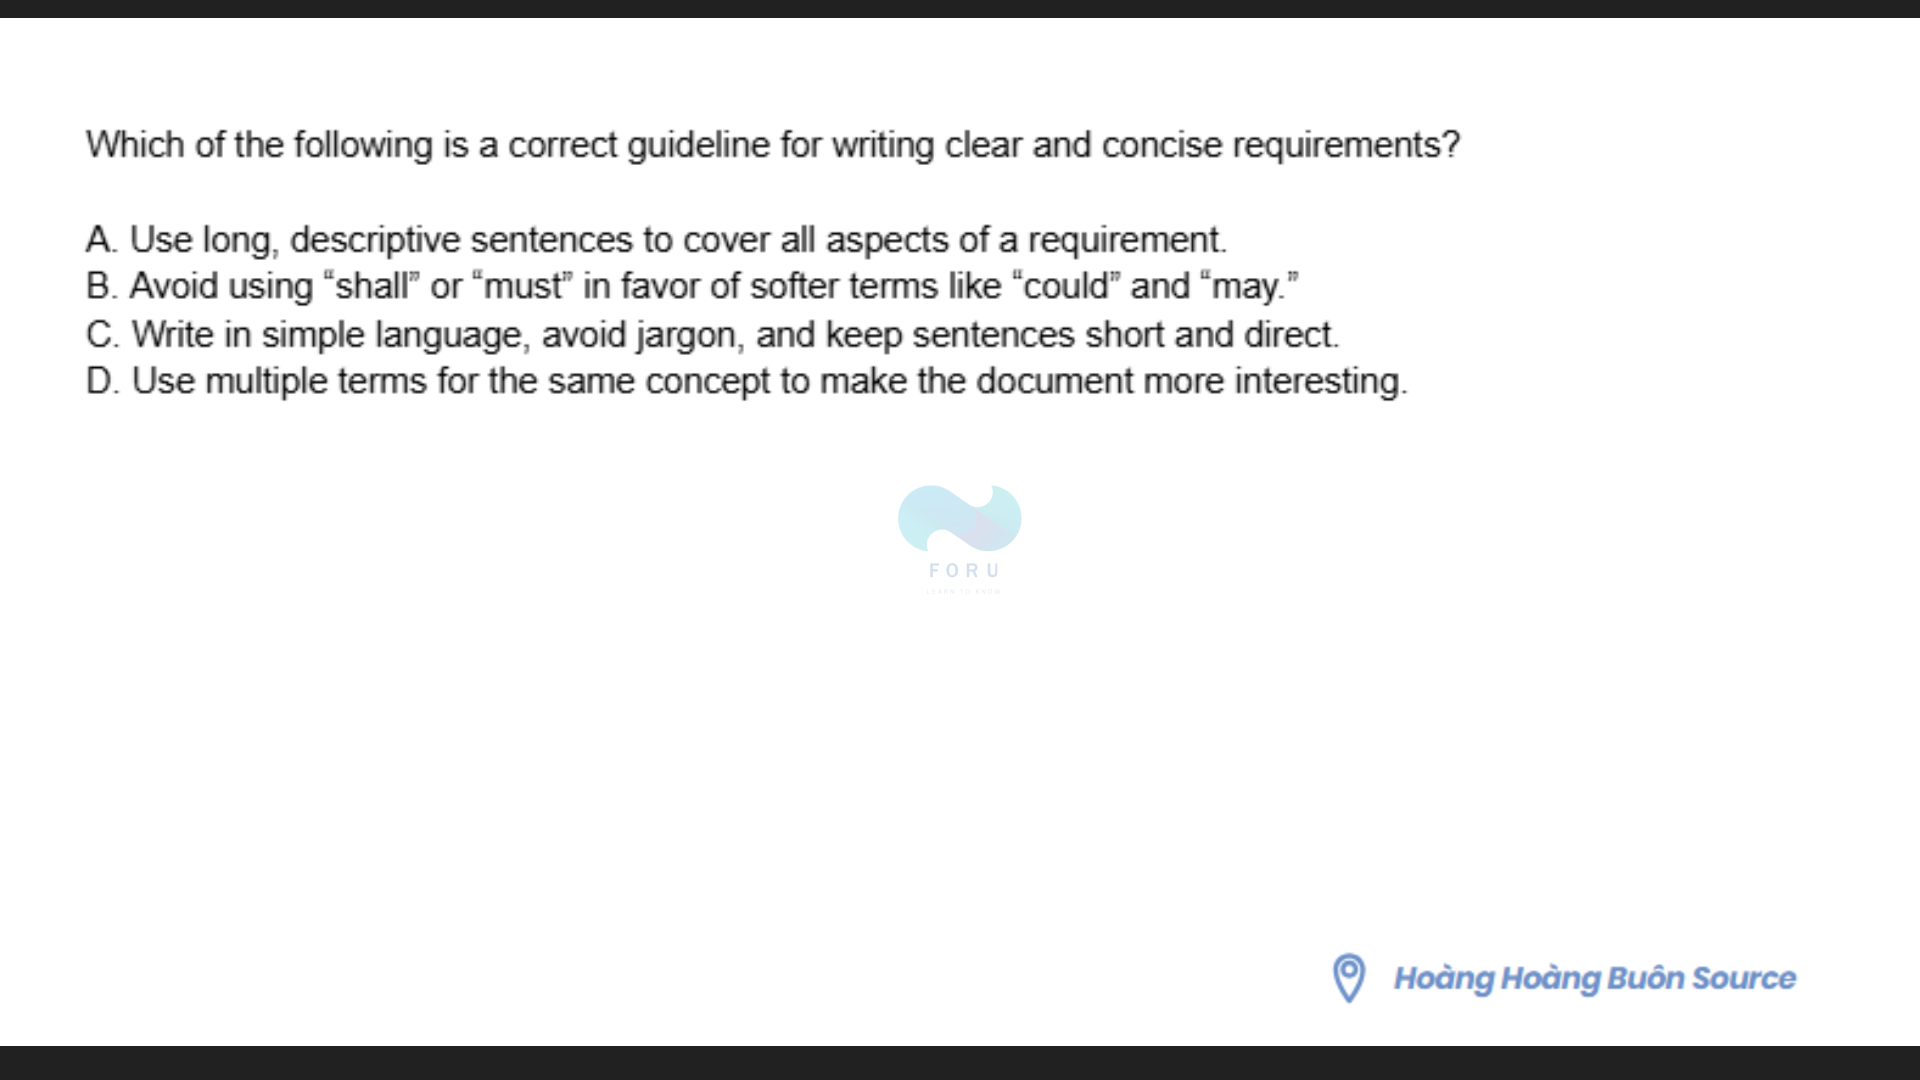 Which of the following is a correct guideline for writing clear and concise requirements?
A. Use long, descriptive sentences to cover all aspects of a requirement.
B. Avoid using “shall” or “must” in favor of softer terms like “could” and “may.”
C. Write in simple language, avoid jargon, and keep sentences short and direct.
D. Use multiple terms for the same concept to make the document more interesting.
FORU
LEARN TO KNOW
Hoàng Hoàng Buôn Source